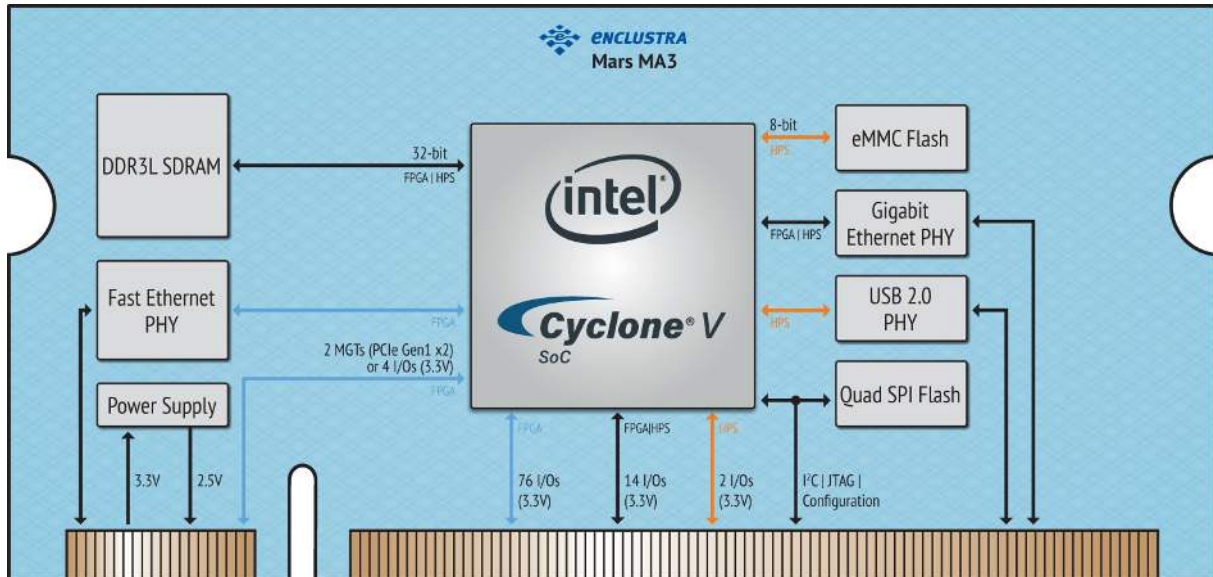 enclustra
Mars MA3
DDR3L SDRAM
32-bit
FPGA | HPS
Fast Ethernet
PHY
FPGA
2 MGTs (PCIe Gen1 x2)
or 4 I/Os (3.3V)
FPGA
Power Supply
3.3V
2.5V
intel®
Cyclone® V
SoC
8-bit
HPS
eMMC Flash
FPGA | HPS
Gigabit
Ethernet PHY
HPS
USB 2.0
PHY
Quad SPI Flash
FPGA
76 I/Os
(3.3V)
FPGA|HPS
14 I/Os
(3.3V)
HPS
2 I/Os
(3.3V)
I²C | JTAG |
Configuration